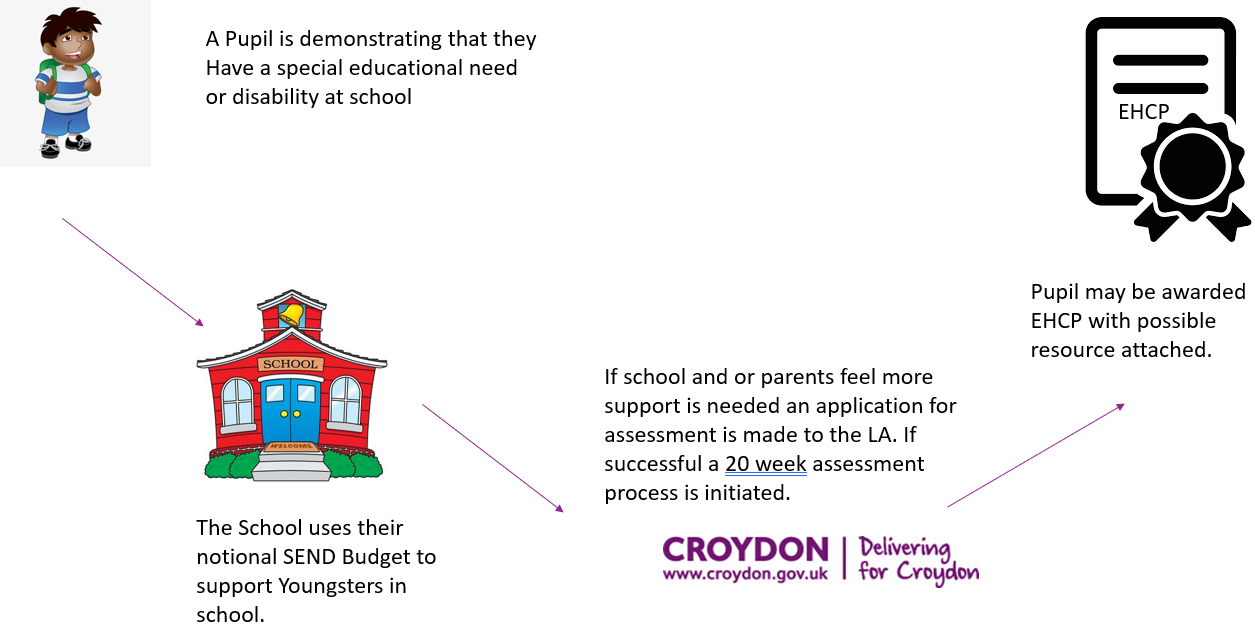 A Pupil is demonstrating that they
Have a special educational need
or disability at school
SCHOOL
WELCOME
The School uses their
notional SEND Budget to
support Youngsters in
school.
If school and or parents feel more
support is needed an application for
assessment is made to the LA. If
successful a 20 week assessment
process is initiated.
CROYDON
www.croydon.gov.uk
Delivering
for Croydon
EHCP
Pupil may be awarded
EHCP with possible
resource attached.